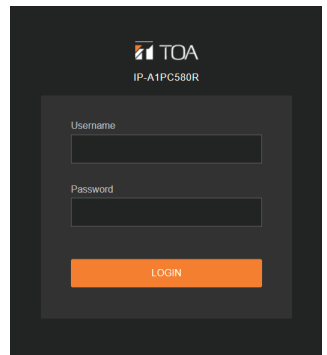 TOA
IP-A1PC580R
Username
Password
LOGIN